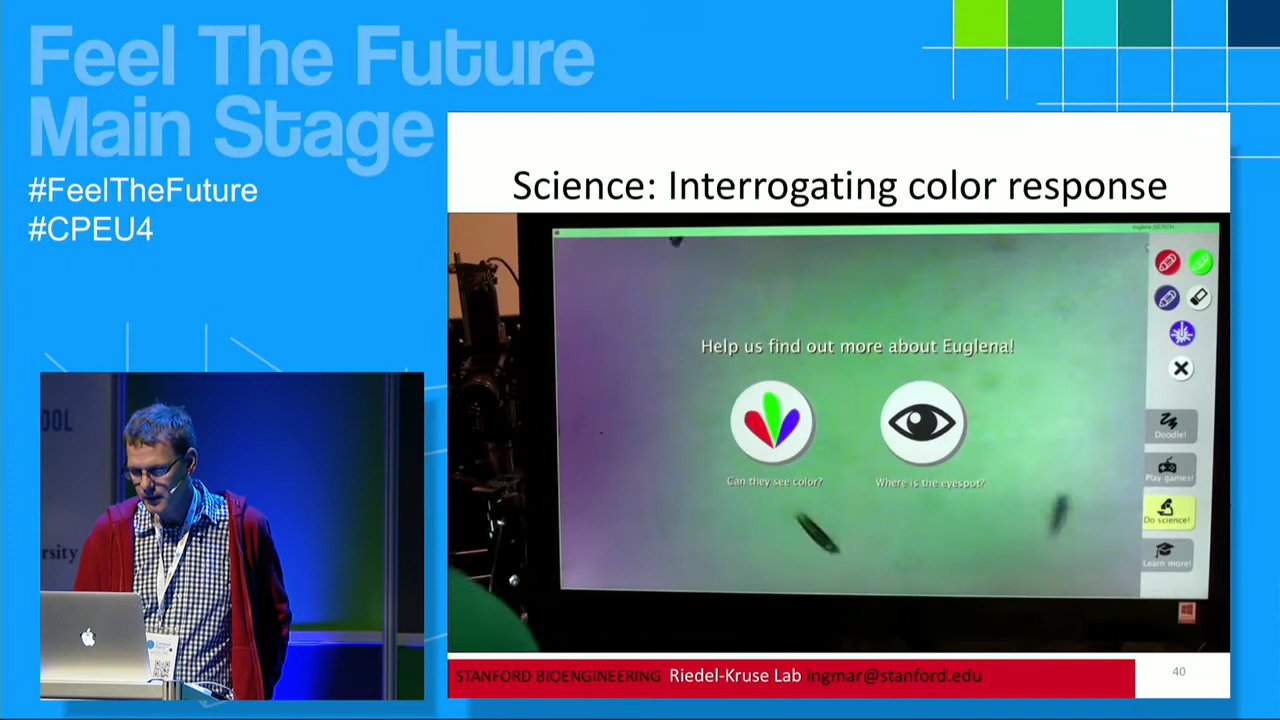 Feel The Future
Main Stage
#FeelTheFuture
#CPEU4
Science: Interrogating color response
Help us find out more about Euglena!
Can they see color?
Where is the eyespot?
Doodle!
Play games!
Do science!
Learn more!
OOL
rsity
STANFORD BIOENGINEERING Riedel-Kruse Lab ingmar@stanford.edu
40